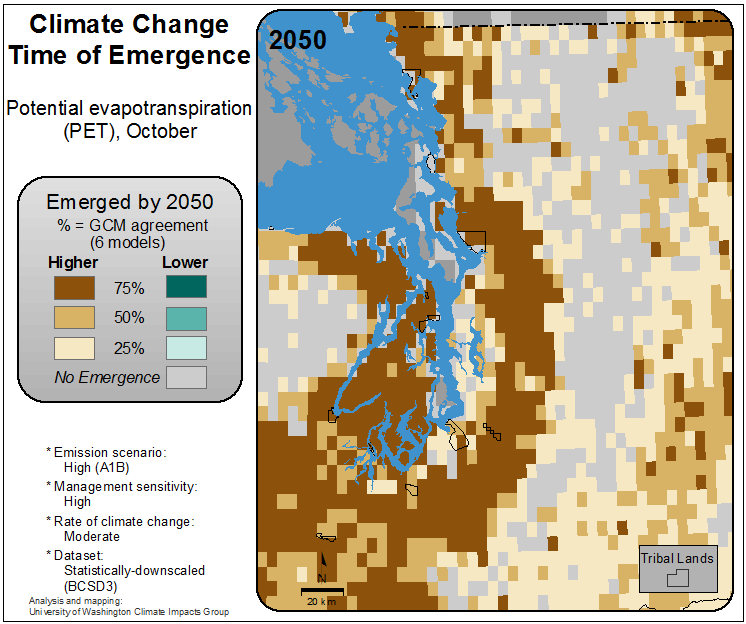 Climate Change
Time of Emergence
Potential evapotranspiration
(PET), October
Emerged by 2050
% = GCM agreement
(6 models)
Higher Lower
75%
50%
25%
No Emergence
* Emission scenario:
High (A1B)
* Management sensitivity:
High
* Rate of climate change:
Moderate
* Dataset:
Statistically-downscaled
(BCSD3)
Analysis and mapping:
University of Washington Climate Impacts Group
2050
N
20 km
Tribal Lands